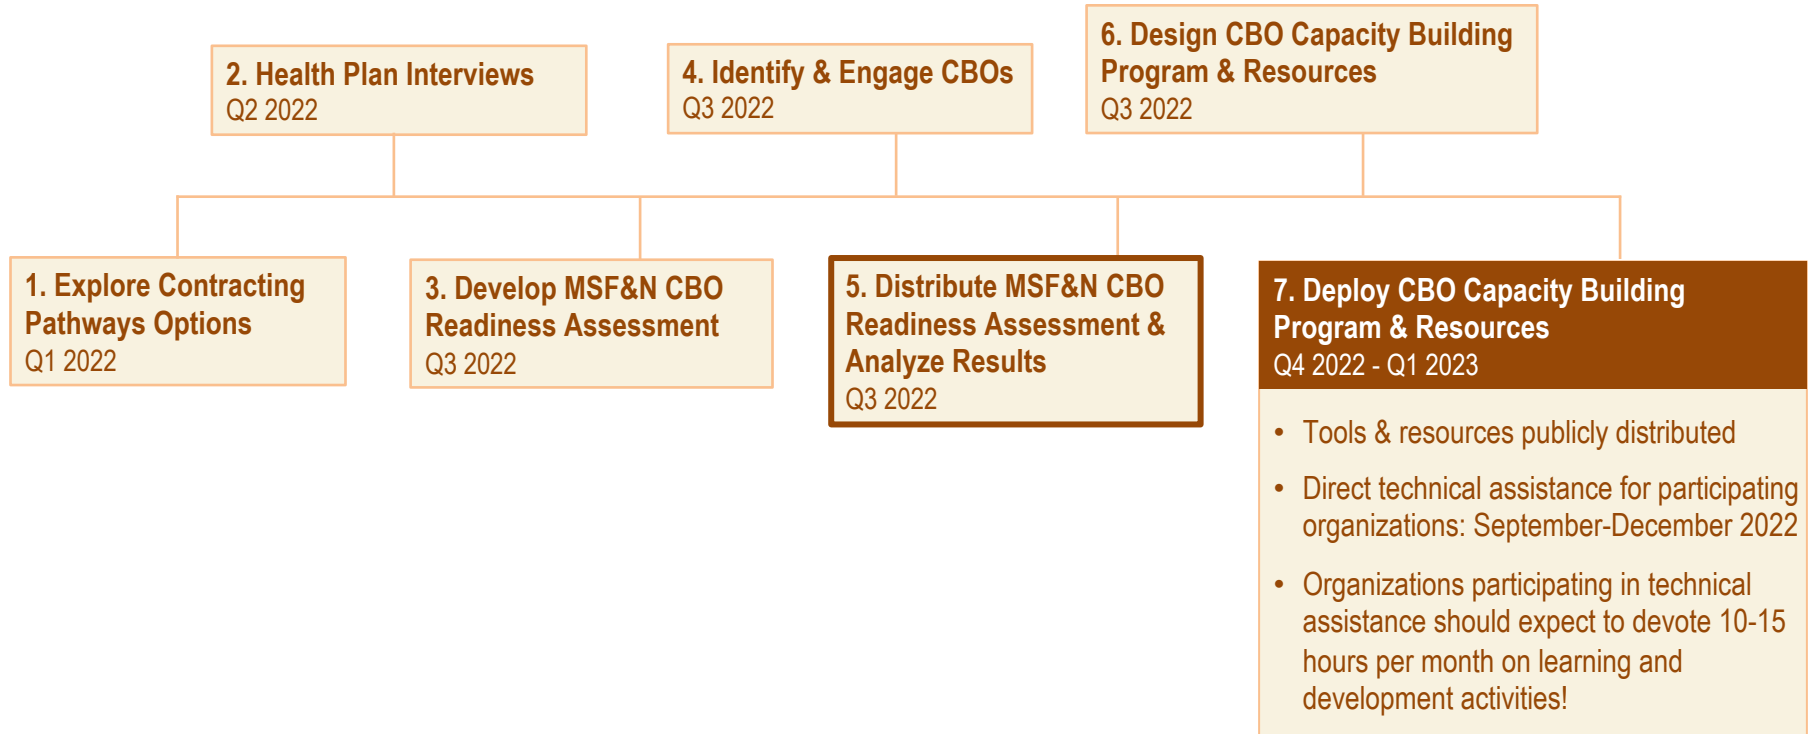 2. Health Plan Interviews
Q2 2022
4. Identify & Engage CBOs
Q3 2022
6. Design CBO Capacity Building
Program & Resources
Q3 2022
1. Explore Contracting
Pathways Options
Q1 2022
3. Develop MSF&N CBO
Readiness Assessment
Q3 2022
5. Distribute MSF&N CBO
Readiness Assessment &
Analyze Results
Q3 2022
7. Deploy CBO Capacity Building
Program & Resources
Q4 2022 - Q1 2023
• Tools & resources publicly distributed
• Direct technical assistance for participating
organizations: September-December 2022
• Organizations participating in technical
assistance should expect to devote 10-15
hours per month on learning and
development activities!